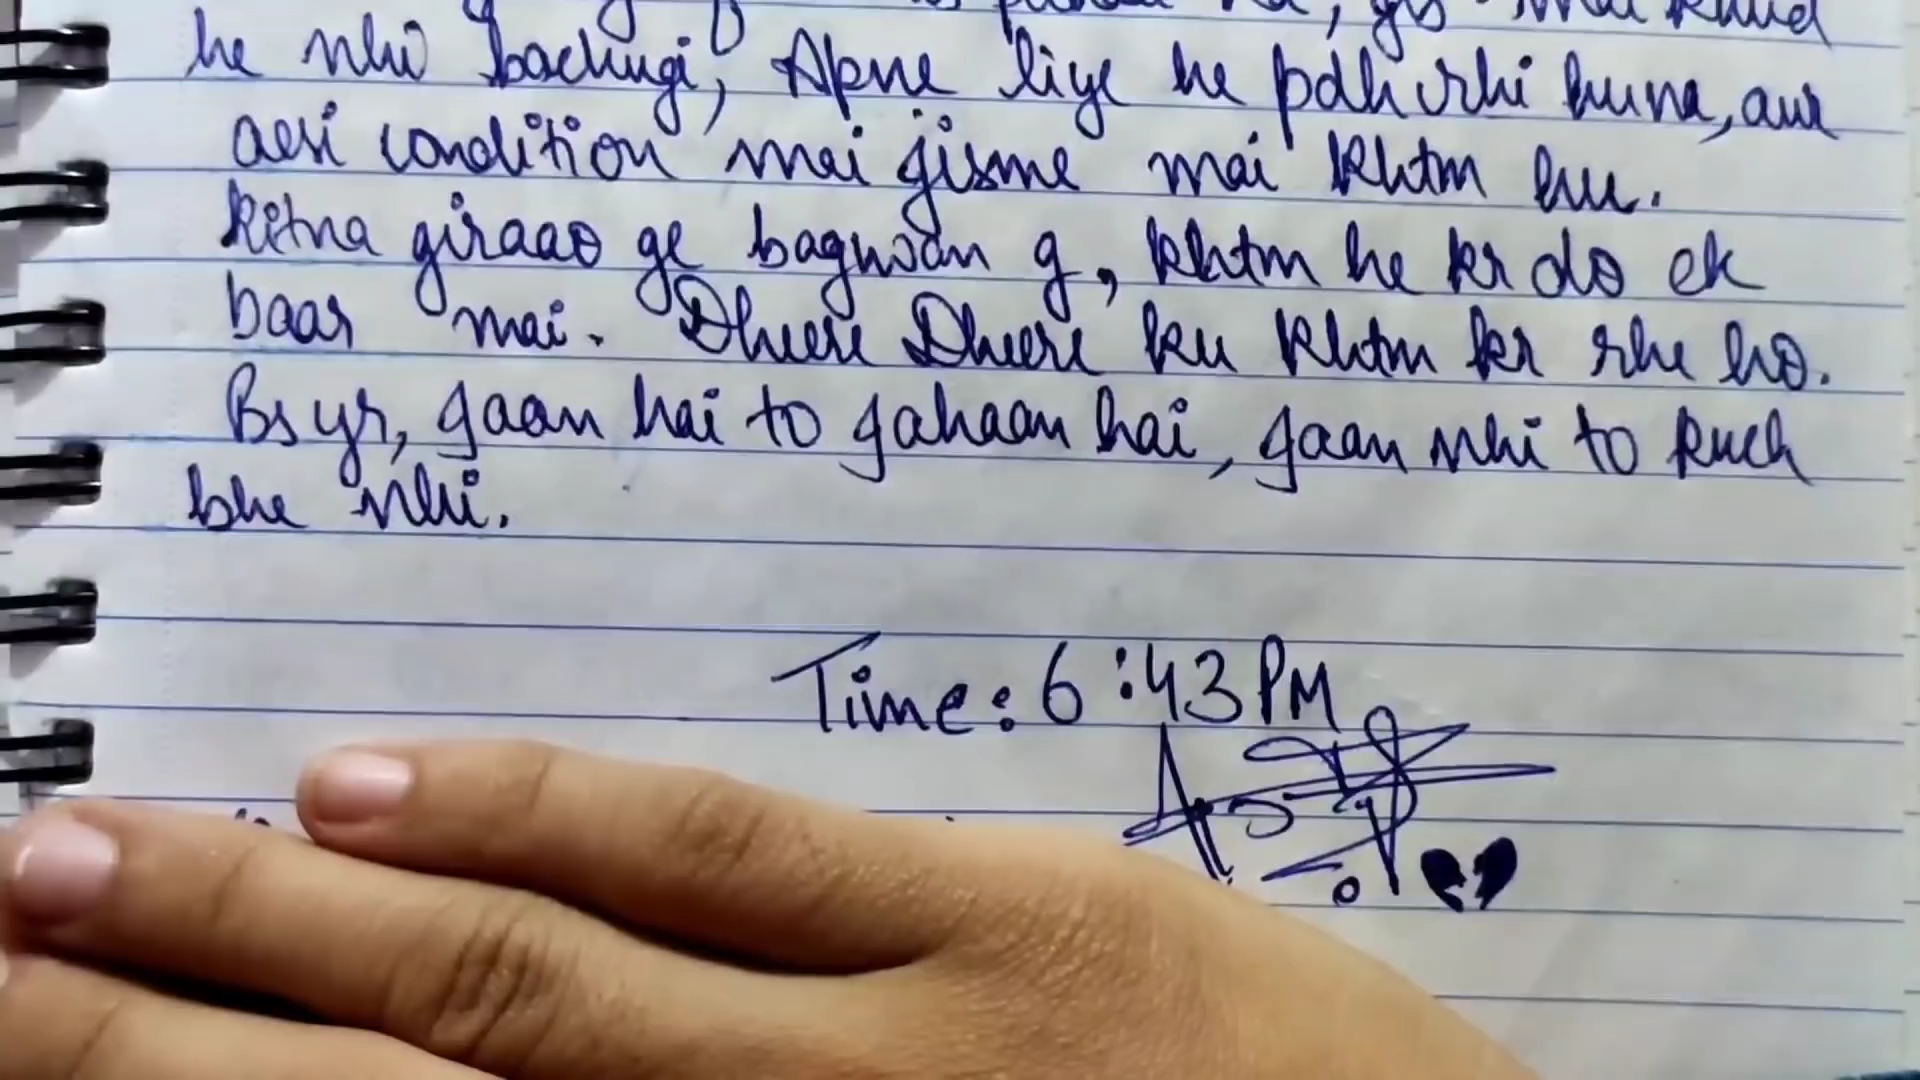 khud
he nhi bachugi, Apne liye he pdh rhi huna, aur
aesi condition mai jisme mai khtm hu.
kitna giraao ge bagwan g, khtm he kr do ek
baar mai. Dheere Dheere ku khtm kr rhe ho.
Bs yr, jaan hai to jahaan hai, jaan nhi to kuch
bhe nhi.
Time: 6:43 PM